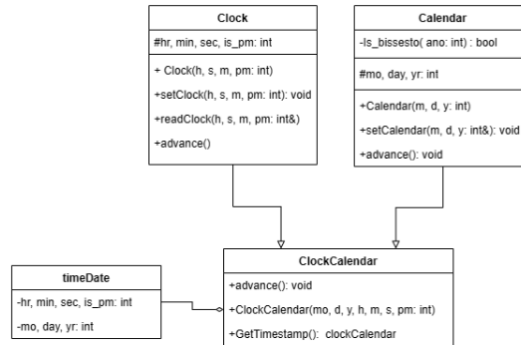 Clock
#hr, min, sec, is_pm: int
+ Clock(h, s, m, pm: int)
+setClock(h, s, m, pm: int): void
+readClock(h, s, m, pm: int&)
+advance()
Calendar
-Is_bissesto( ano: int) : bool
#mo, day, yr: int
+Calendar(m, d, y: int)
+setCalendar(m, d, y: int&): void
+advance(): void
ClockCalendar
+advance(): void
+ClockCalendar(mo, d, y, h, m, s, pm: int)
+GetTimestamp(): clockCalendar
timeDate
-hr, min, sec, is_pm: int
-mo, day, yr: int